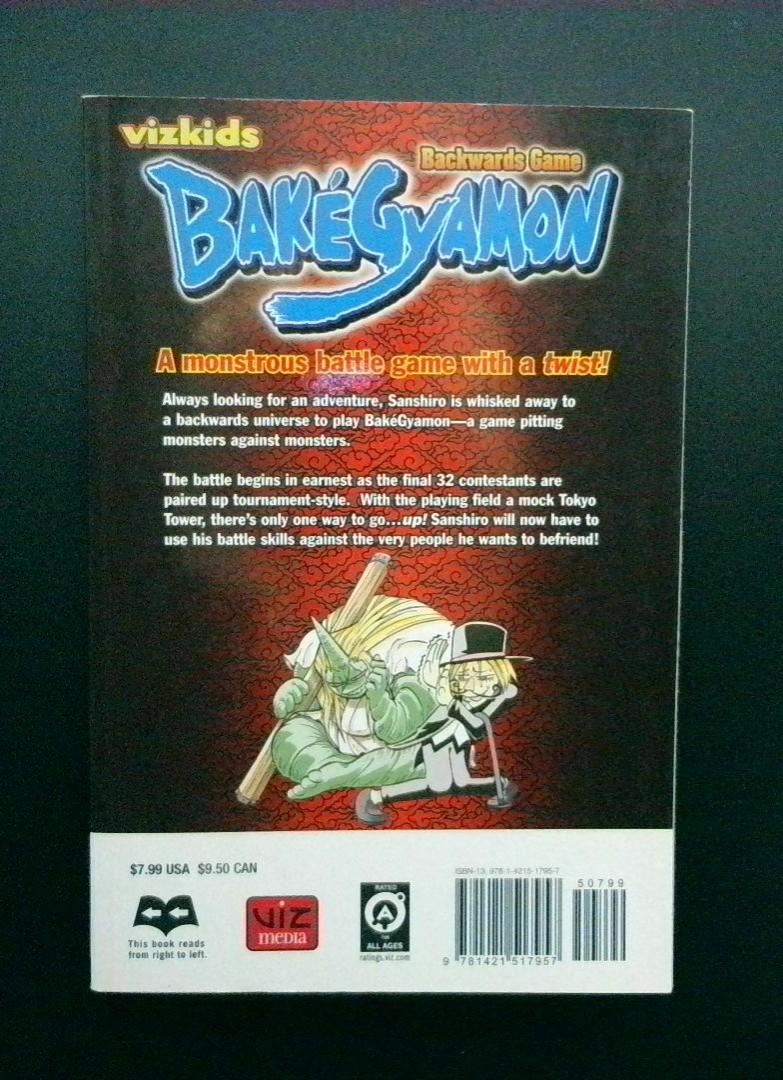 vizkids
Backwards Game
BAKÉGYAMON
A monstrous battle game with a twist!
Always looking for an adventure, Sanshiro is whisked away to
a backwards universe to play BakéGyamon—a game pitting
monsters against monsters.
The battle begins in earnest as the final 32 contestants are
paired up tournament-style. With the playing field a mock Tokyo
Tower, there's only one way to go...up! Sanshiro will now have to
use his battle skills against the very people he wants to befriend!
$7.99 USA $9.50 CAN
This book reads
from right to left.
VIZ
MEDIA
RATED
A
FOR
ALL AGES
ratings.viz.com
ISBN-13: 978-1-4215-1795-7
50799
9 781421 517957